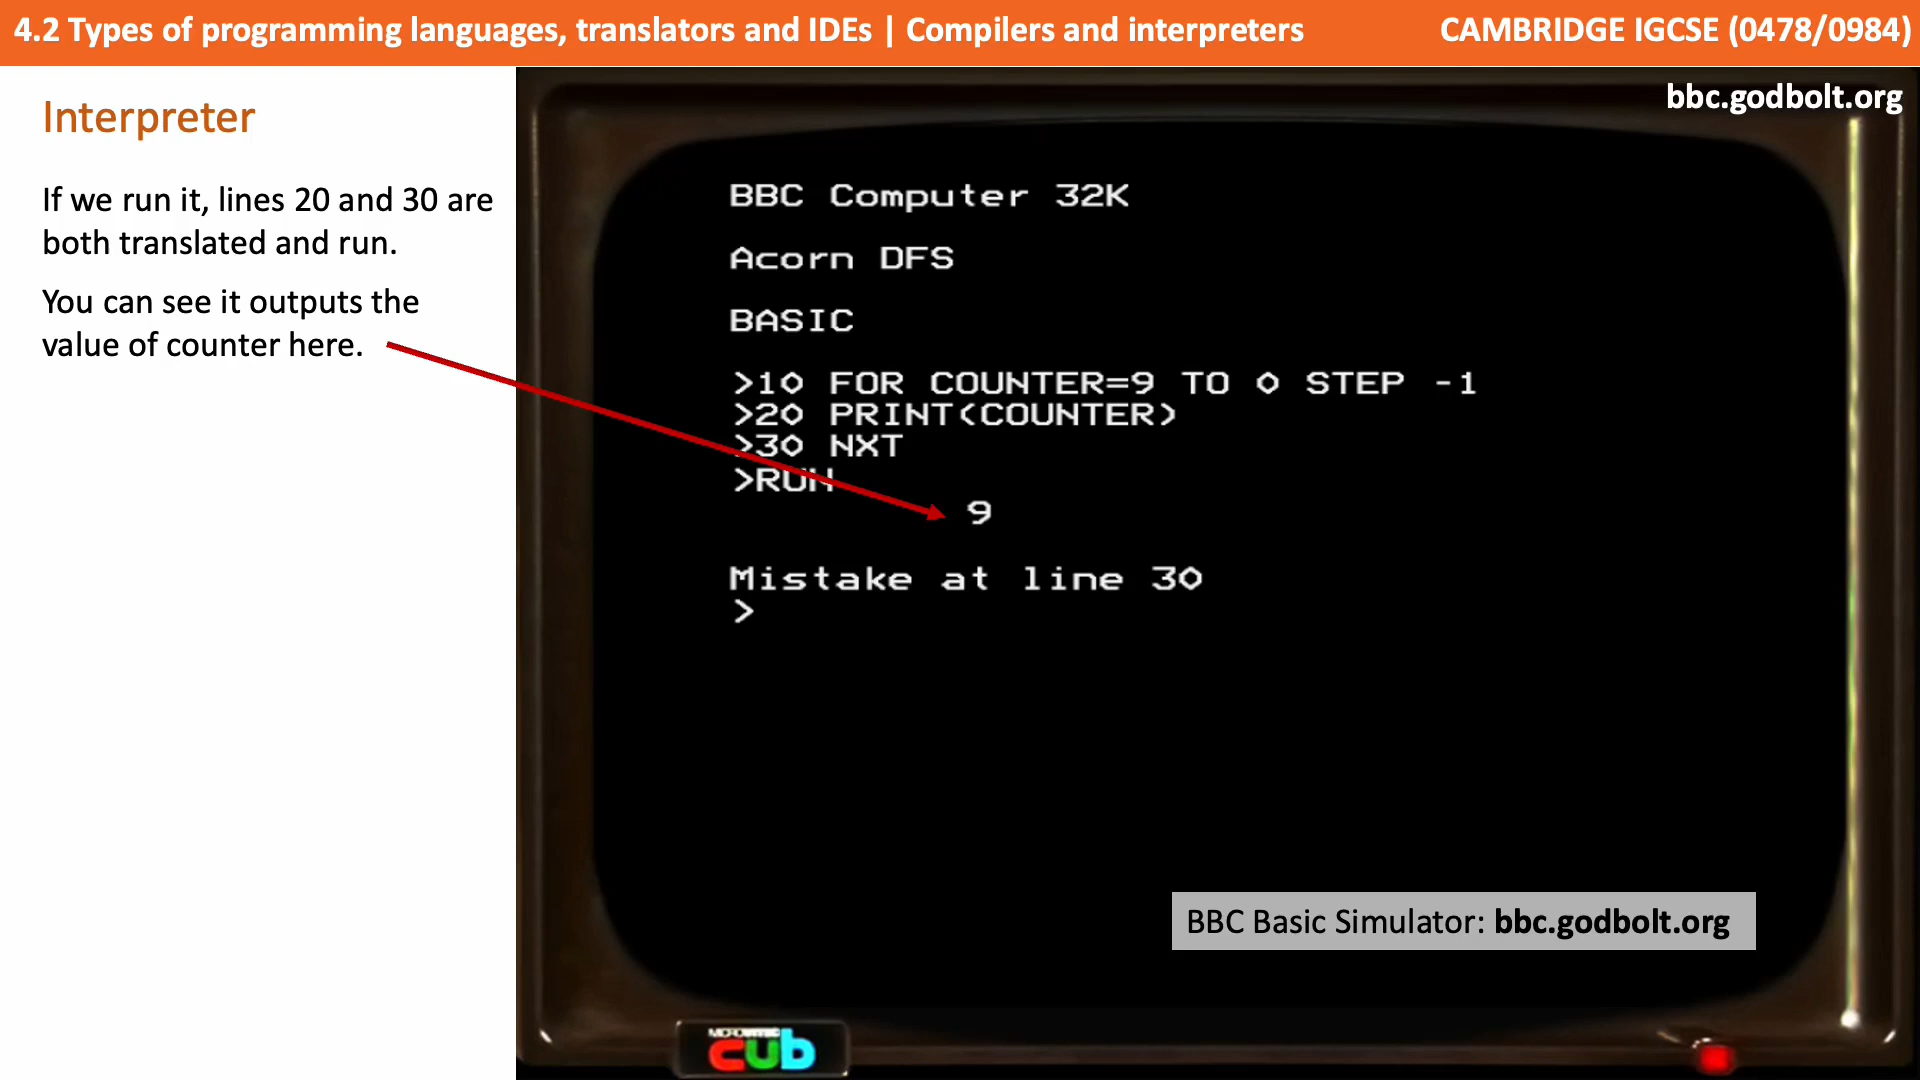 4.2 Types of programming languages, translators and IDEs | Compilers and interpreters
CAMBRIDGE IGCSE (0478/0984)
bbc.godbolt.org
Interpreter
If we run it, lines 20 and 30 are
both translated and run.
You can see it outputs the
value of counter here.
BBC Computer 32K
Acorn DFS
BASIC
>10 FOR COUNTER=9 TO 0 STEP -1
>20 PRINT(COUNTER)
>30 NXT
>RUN
9
Mistake at line 30
>
BBC Basic Simulator: bbc.godbolt.org
MICROVITEC
cub